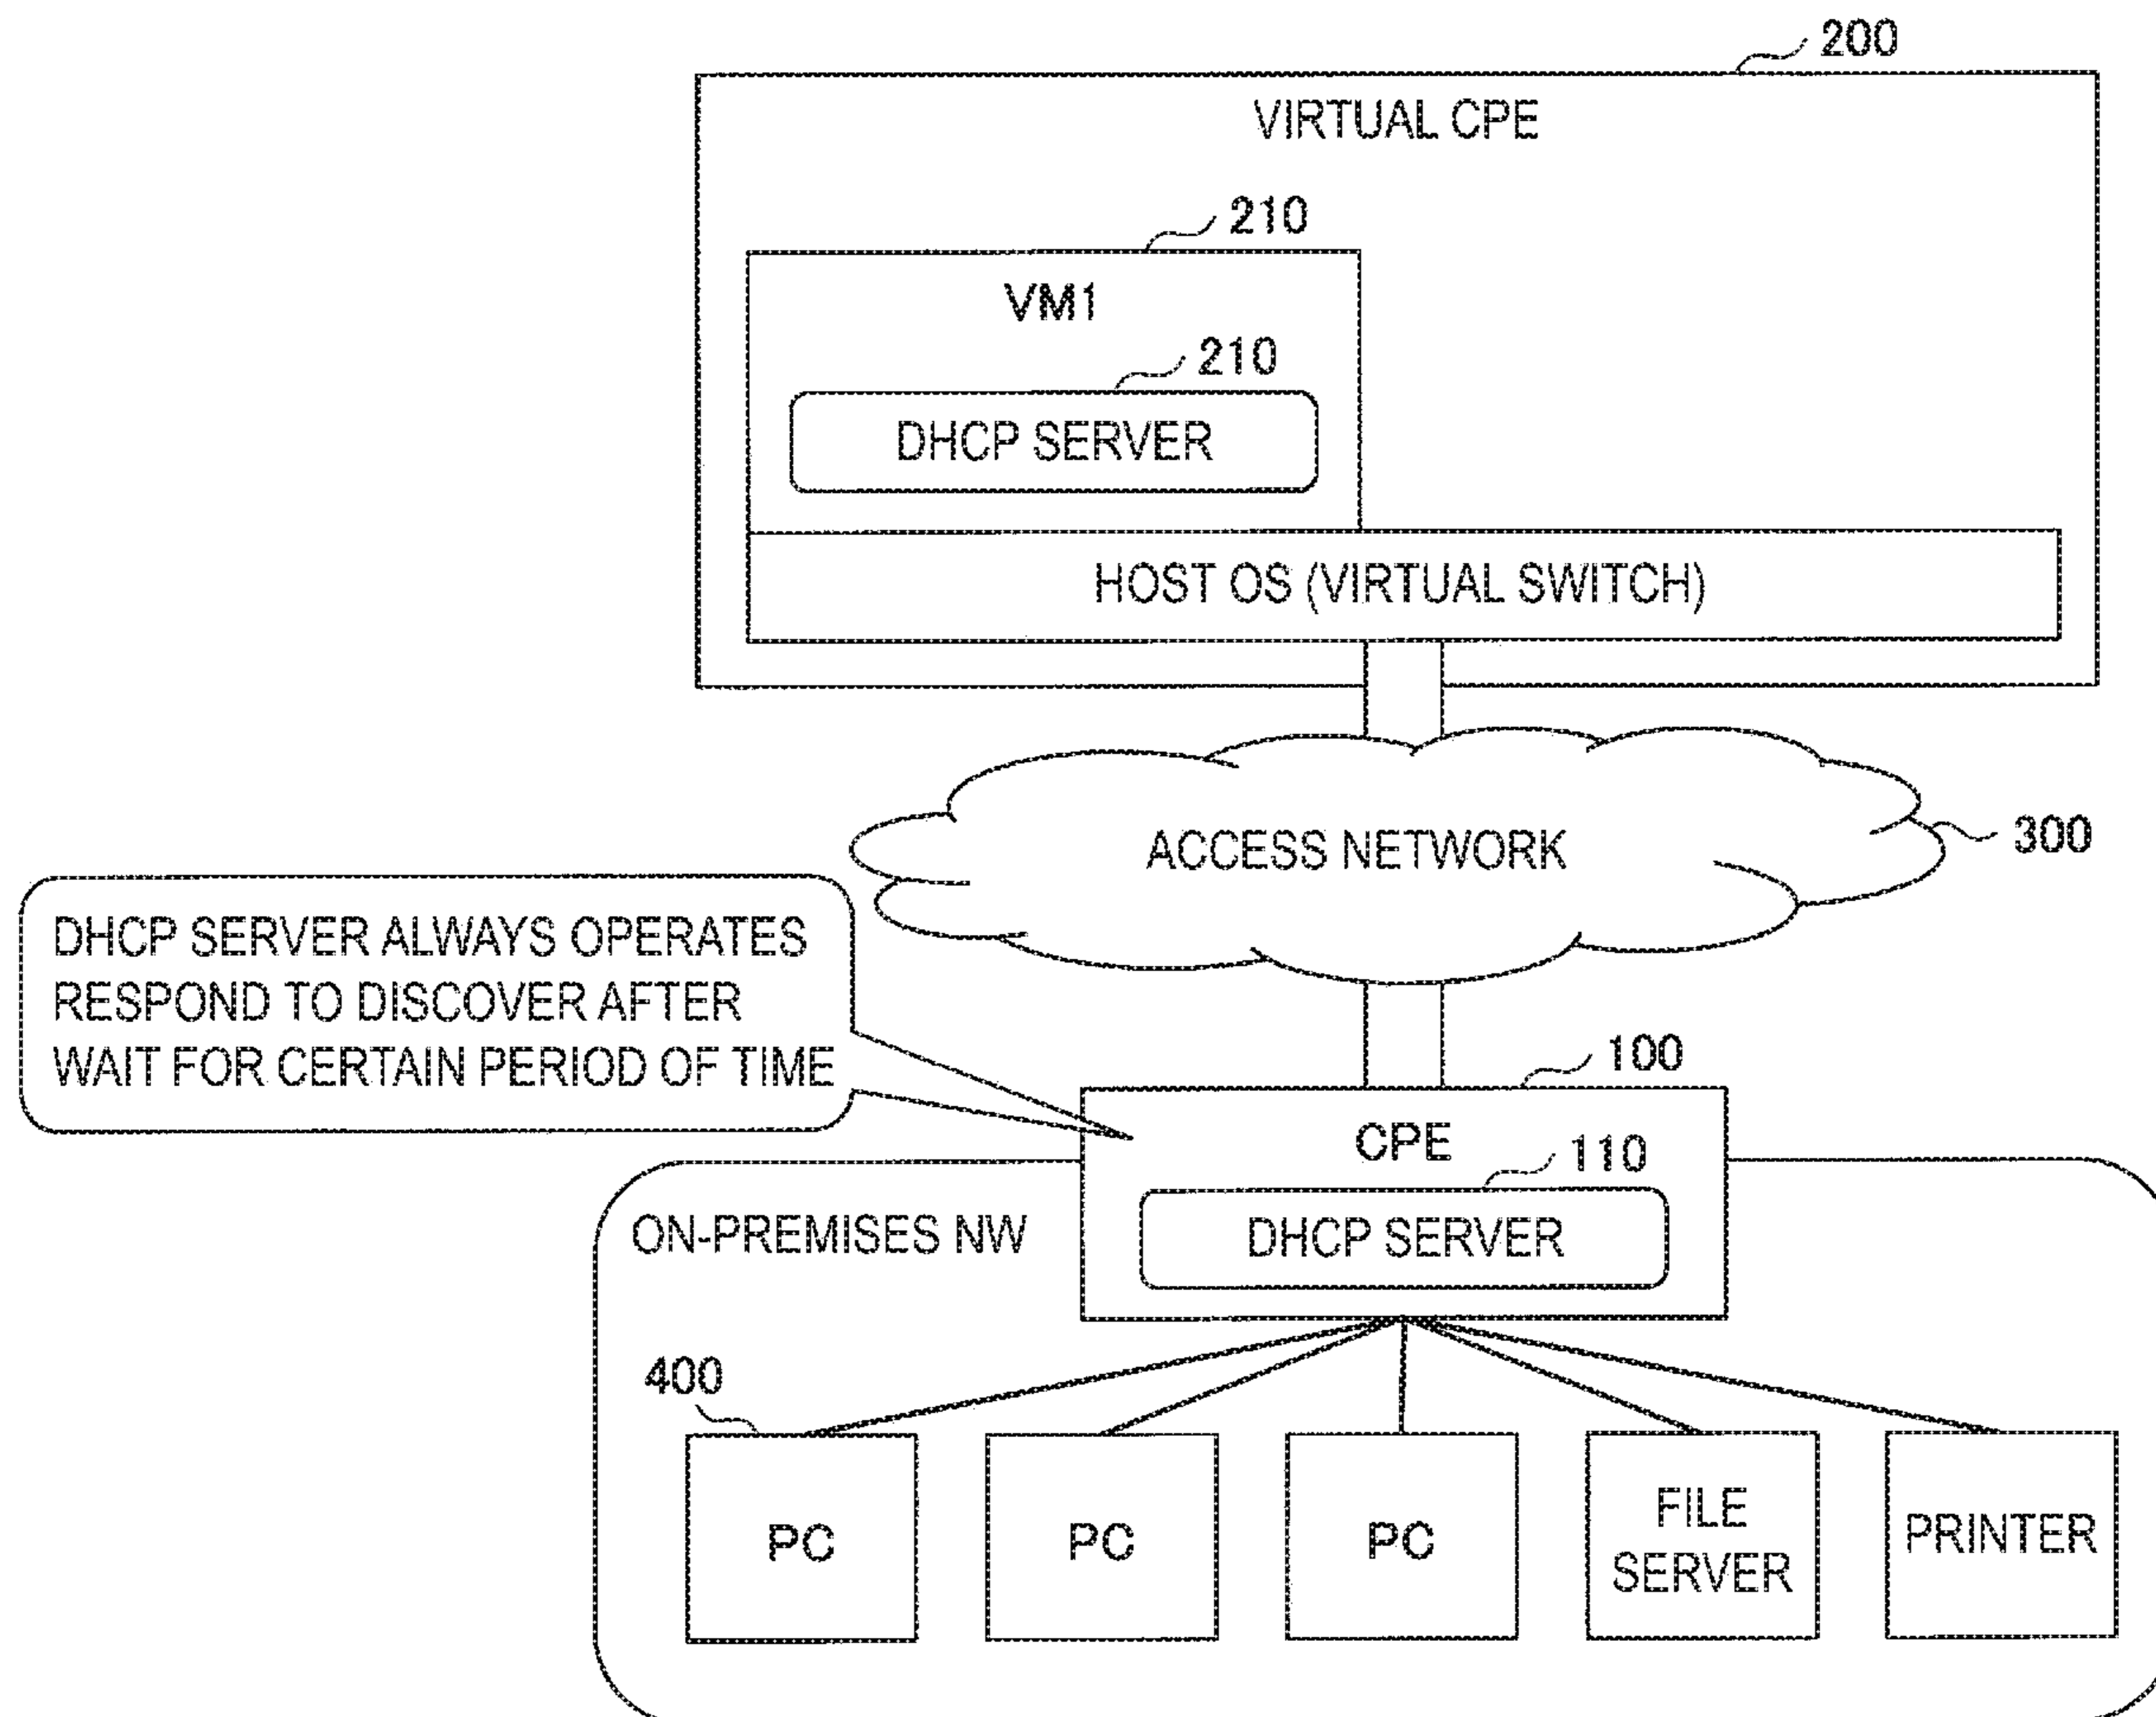 200
VIRTUAL CPE
210
VM1
210
DHCP SERVER
HOST OS (VIRTUAL SWITCH)
ACCESS NETWORK
300
DHCP SERVER ALWAYS OPERATES
RESPOND TO DISCOVER AFTER
WAIT FOR CERTAIN PERIOD OF TIME
100
CPE
110
DHCP SERVER
ON-PREMISES NW
400
PC
PC
PC
FILE
SERVER
PRINTER